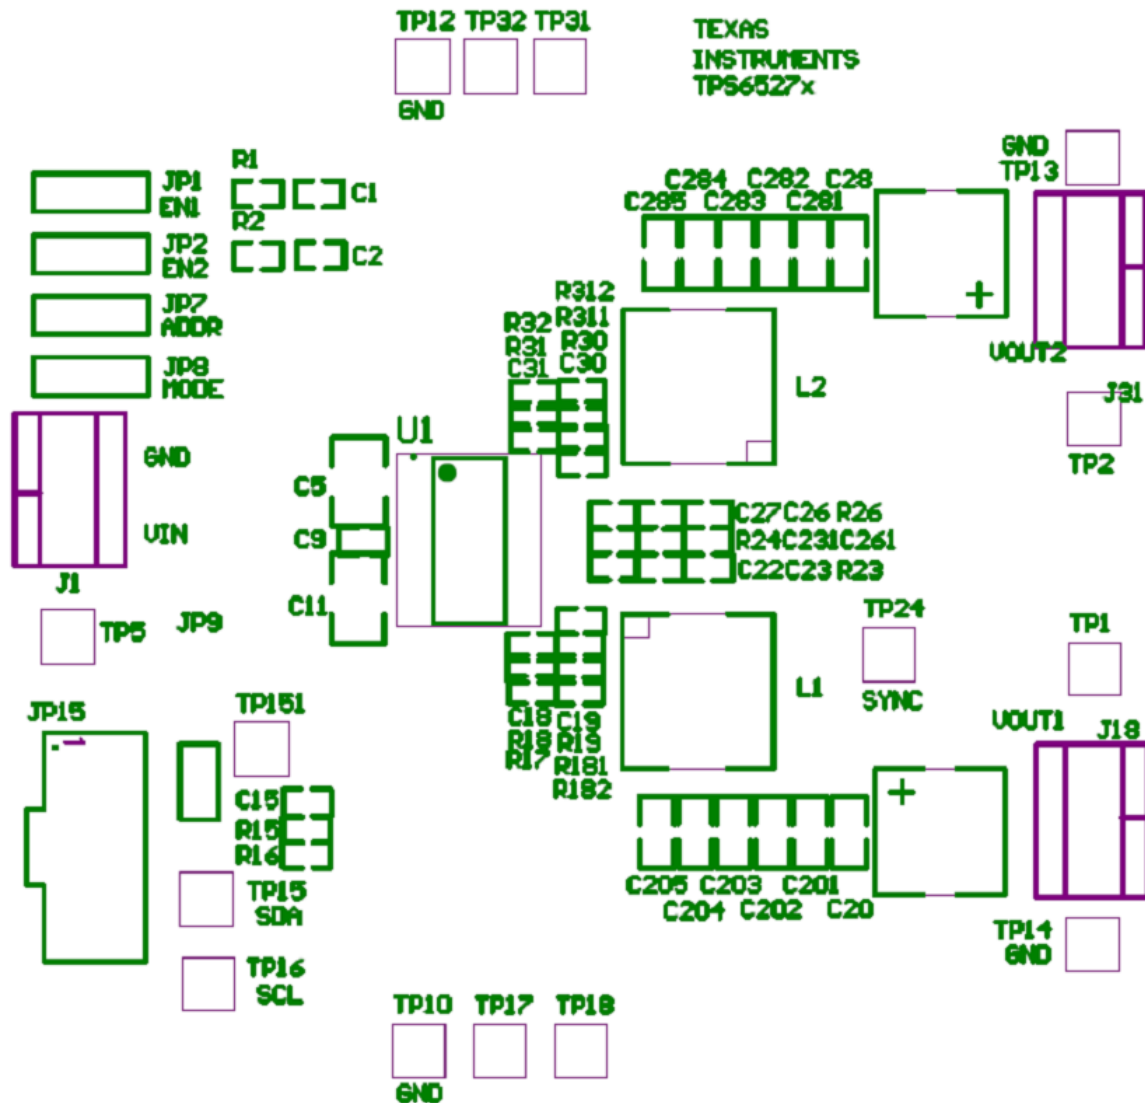 TP12 TP32 TP31
GND
TEXAS
INSTRUMENTS
TPS6527x
GND
TP13
JP1
EN1
R1
C1
JP2
EN2
R2
C2
JP7
ADDR
JP8
MODE
C284 C282 C28
C285 C283 C281
R312
R32 R311
R31 R30
C31 C30
L2
VOUT2
J31
TP2
U1
GND
VIN
J1
C5
C9
C11
C27 C26 R26
R24 C231 C261
C22 C23 R23
TP5
JP9
TP24
SYNC
TP1
L1
VOUT1
J18
JP15
1
TP151
C18 C19
R18 R19
R17 R181
R182
C15
R15
R16
TP15
SDA
TP16
SCL
C205 C203 C201
C204 C202 C20
TP14
GND
TP10 TP17 TP18
GND